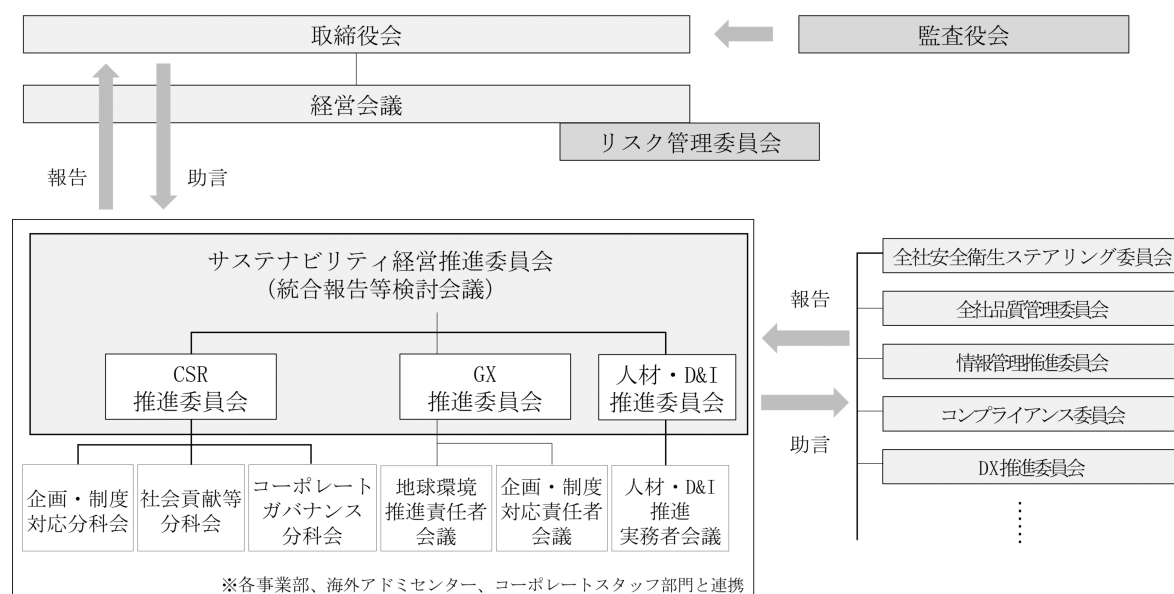 取締役会
監査役会
経営会議
リスク管理委員会
報告
助言
サステナビリティ経営推進委員会
(統合報告等検討会議)
CSR
推進委員会
GX
推進委員会
人材・D&I
推進委員会
企画・制度
対応分科会
社会貢献等
分科会
コーポレート
ガバナンス
分科会
地球環境
推進責任者
会議
企画・制度
対応責任者
会議
人材・D&I
推進
実務者会議
※各事業部、海外アドミセンター、コーポレートスタッフ部門と連携
報告
助言
全社安全衛生ステアリング委員会
全社品質管理委員会
情報管理推進委員会
コンプライアンス委員会
DX推進委員会